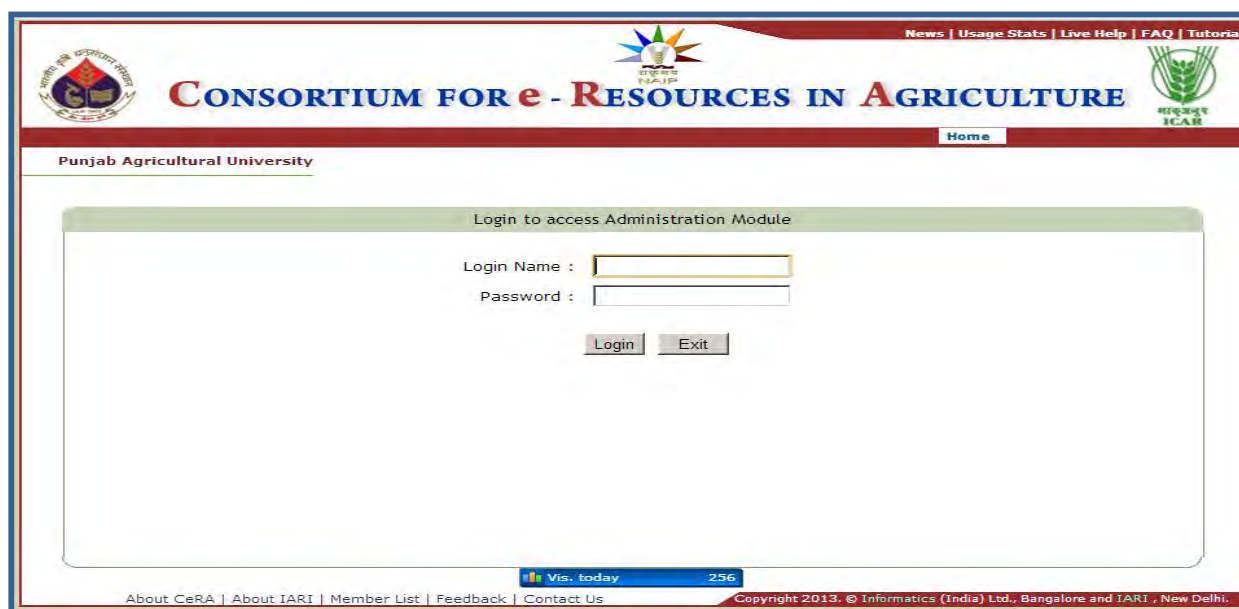 News | Usage Stats | Live Help | FAQ | Tutoria
NAIP
CONSORTIUM FOR e - RESOURCES IN AGRICULTURE
ICAR
Home
Punjab Agricultural University
Login to access Administration Module
Login Name :
Password :
Login Exit
Vis. today 256
About CeRA | About IARI | Member List | Feedback | Contact Us
Copyright 2013. © Informatics (India) Ltd., Bangalore and IARI , New Delhi.